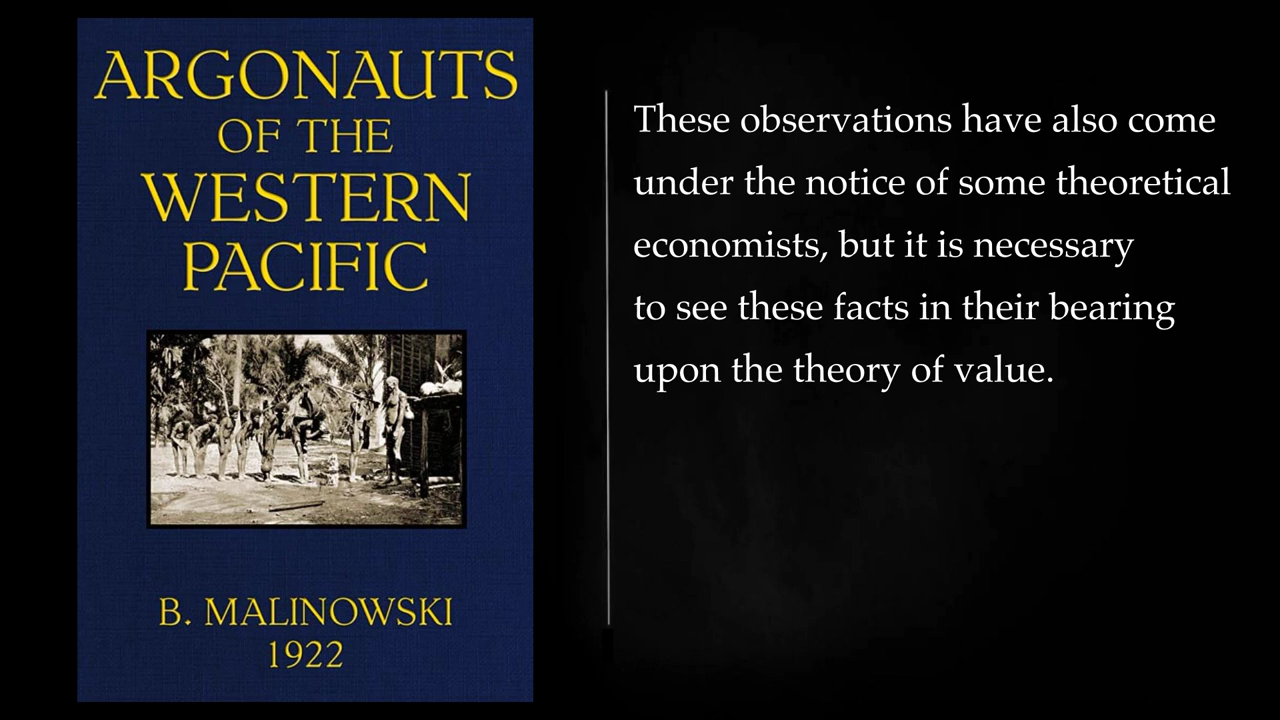 ARGONAUTS
OF THE
WESTERN
PACIFIC
B. MALINOWSKI
1922
These observations have also come
under the notice of some theoretical
economists, but it is necessary
to see these facts in their bearing
upon the theory of value.